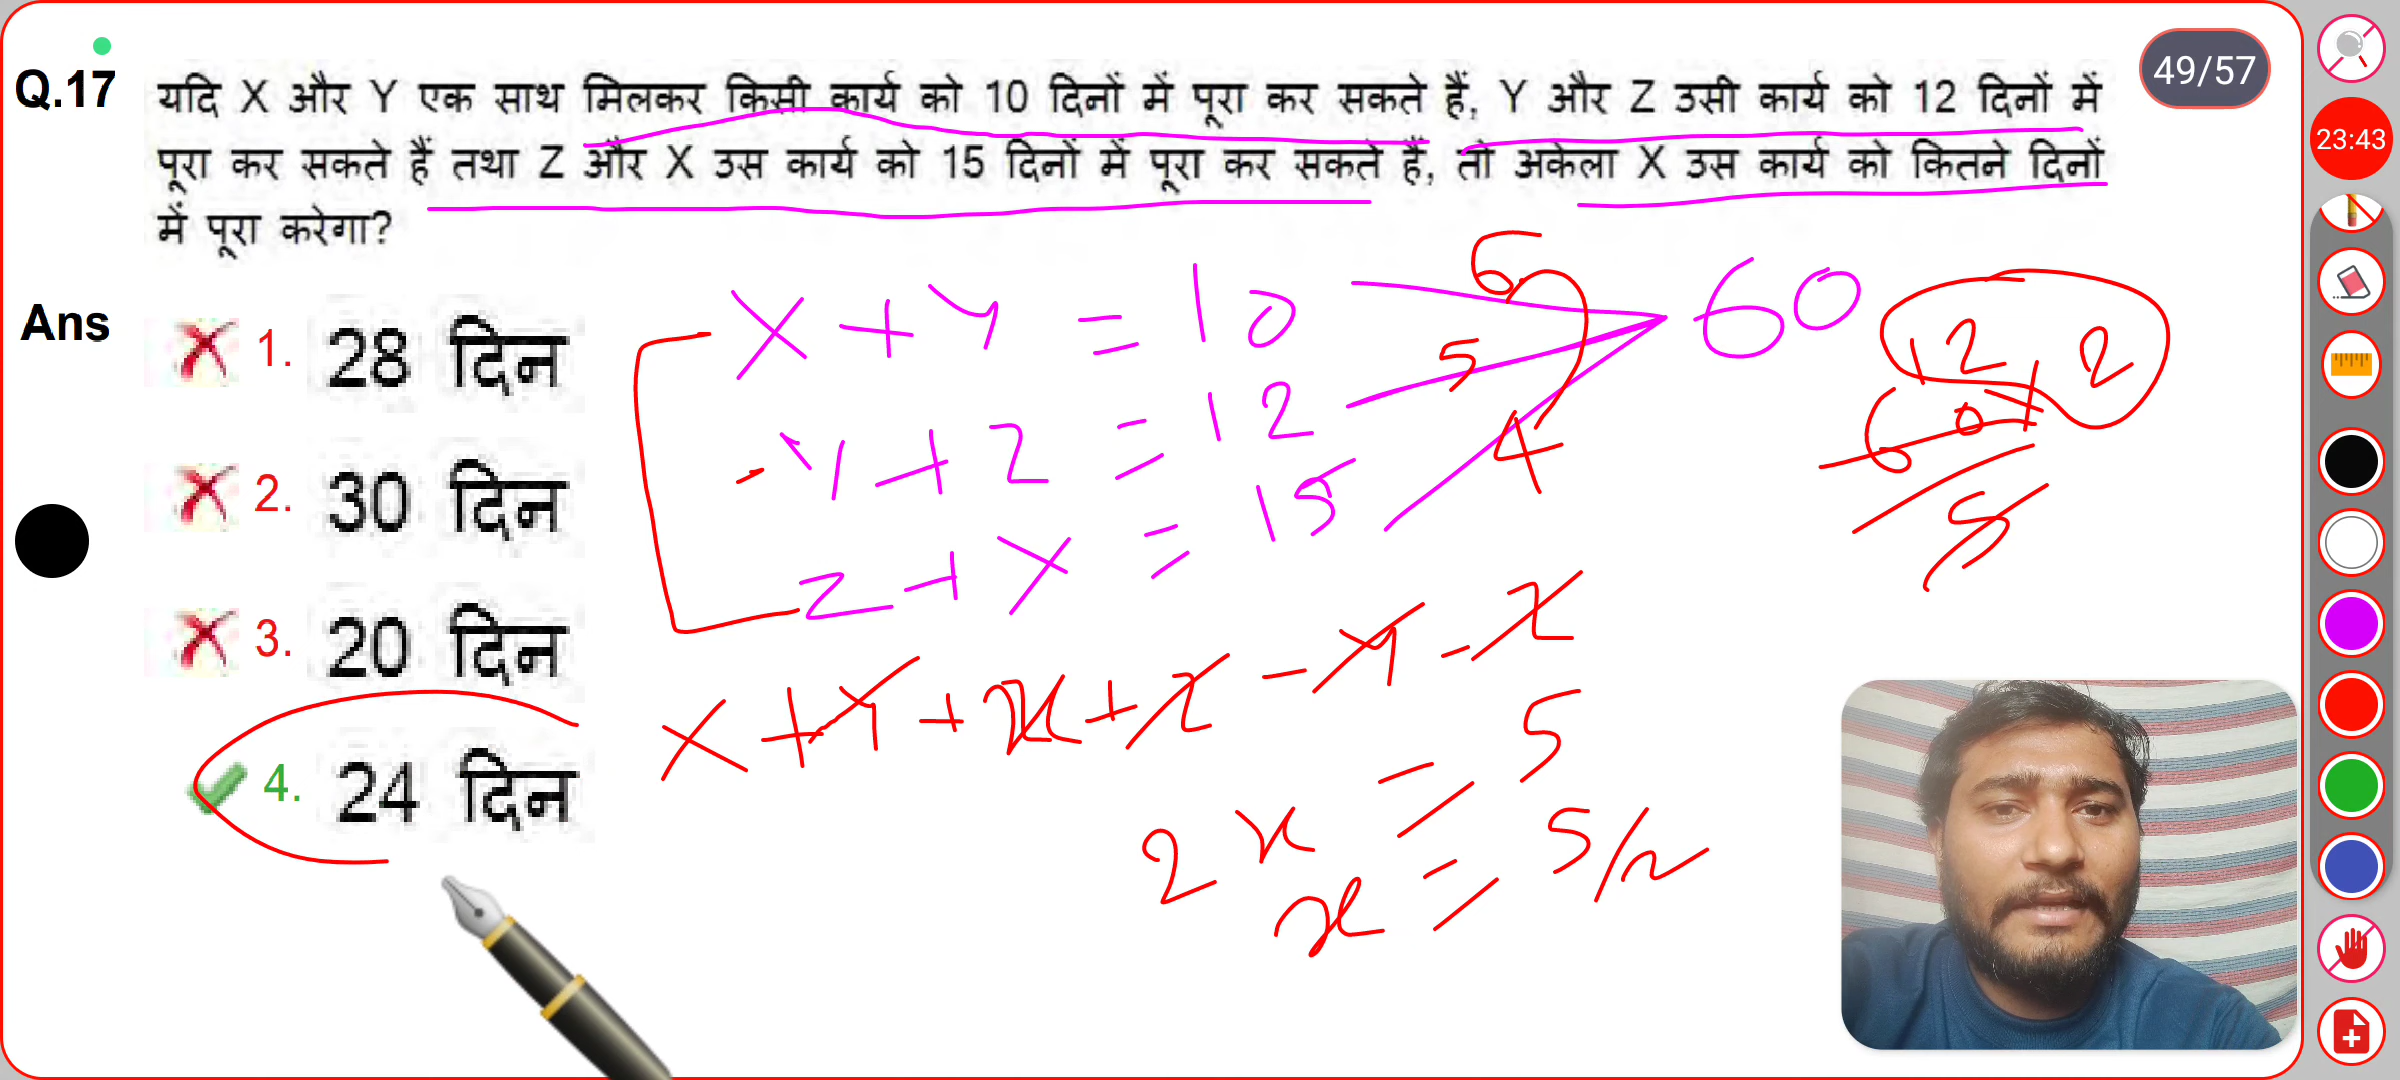 Q.17 यदि X और Y एक साथ मिलकर किसी कार्य को 10 दिनों में पूरा कर सकते हैं, Y और Z उसी कार्य को 12 दिनों में
पूरा कर सकते हैं तथा Z और X उस कार्य को 15 दिनों में पूरा कर सकते हैं, तो अकेला X उस कार्य को कितने दिनों
में पूरा करेगा?
49/57
23:43
Ans
1. 28 दिन
2. 30 दिन
3. 20 दिन
4. 24 दिन
X + Y = 10
- Y + Z = 12
Z + X = 15
6
5
4
60
12
60 × 2
5
X + Y + x + z - Y - z
= 5
2x
x = 5/2